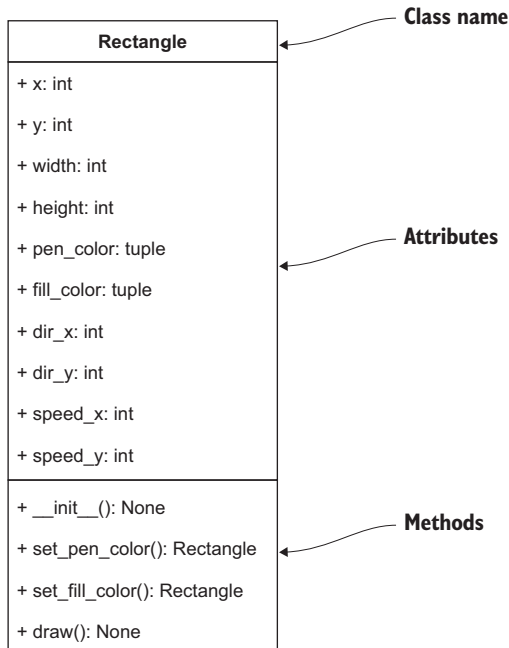 Class name
Rectangle
+ x: int
+ y: int
+ width: int
+ height: int
+ pen_color: tuple
Attributes
+ fill_color: tuple
+ dir_x: int
+ dir_y: int
+ speed_x: int
+ speed_y: int
+ __init__(): None
Methods
+ set_pen_color(): Rectangle
+ set_fill_color(): Rectangle
+ draw(): None